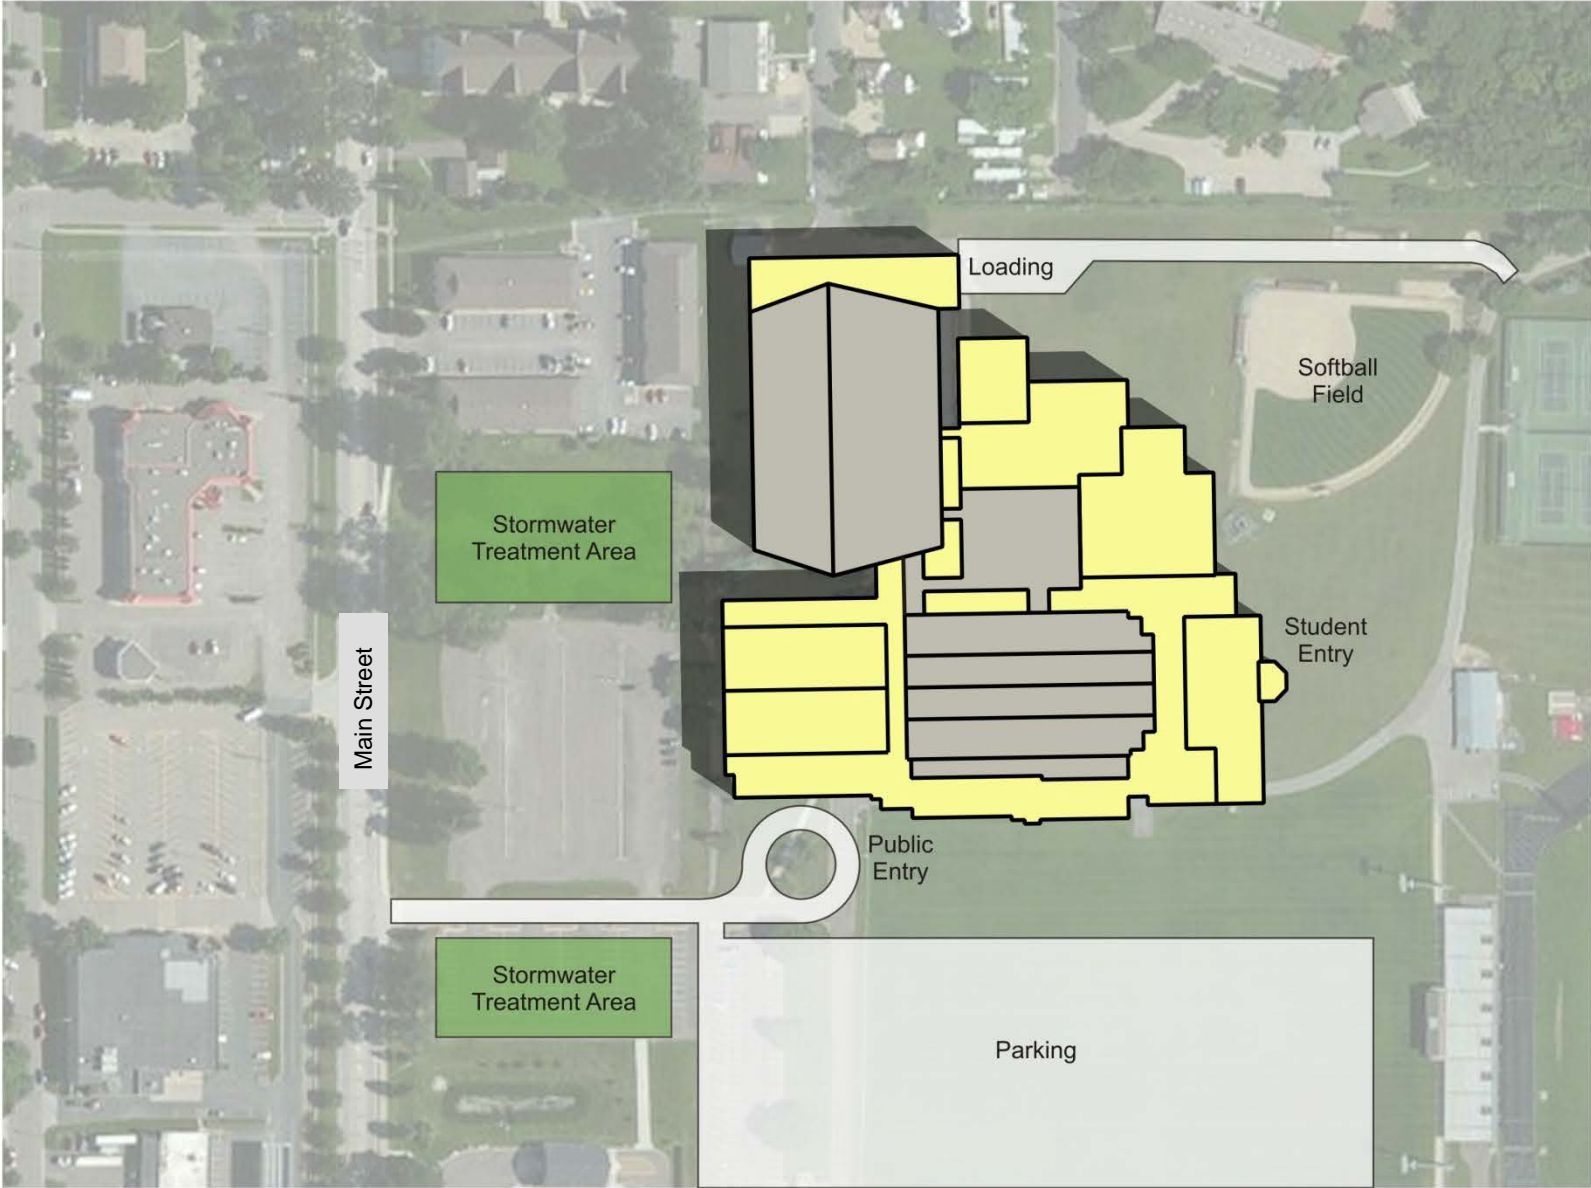 Loading
Softball
Field
Stormwater
Treatment Area
Student
Entry
Main Street
Public
Entry
Stormwater
Treatment Area
Parking